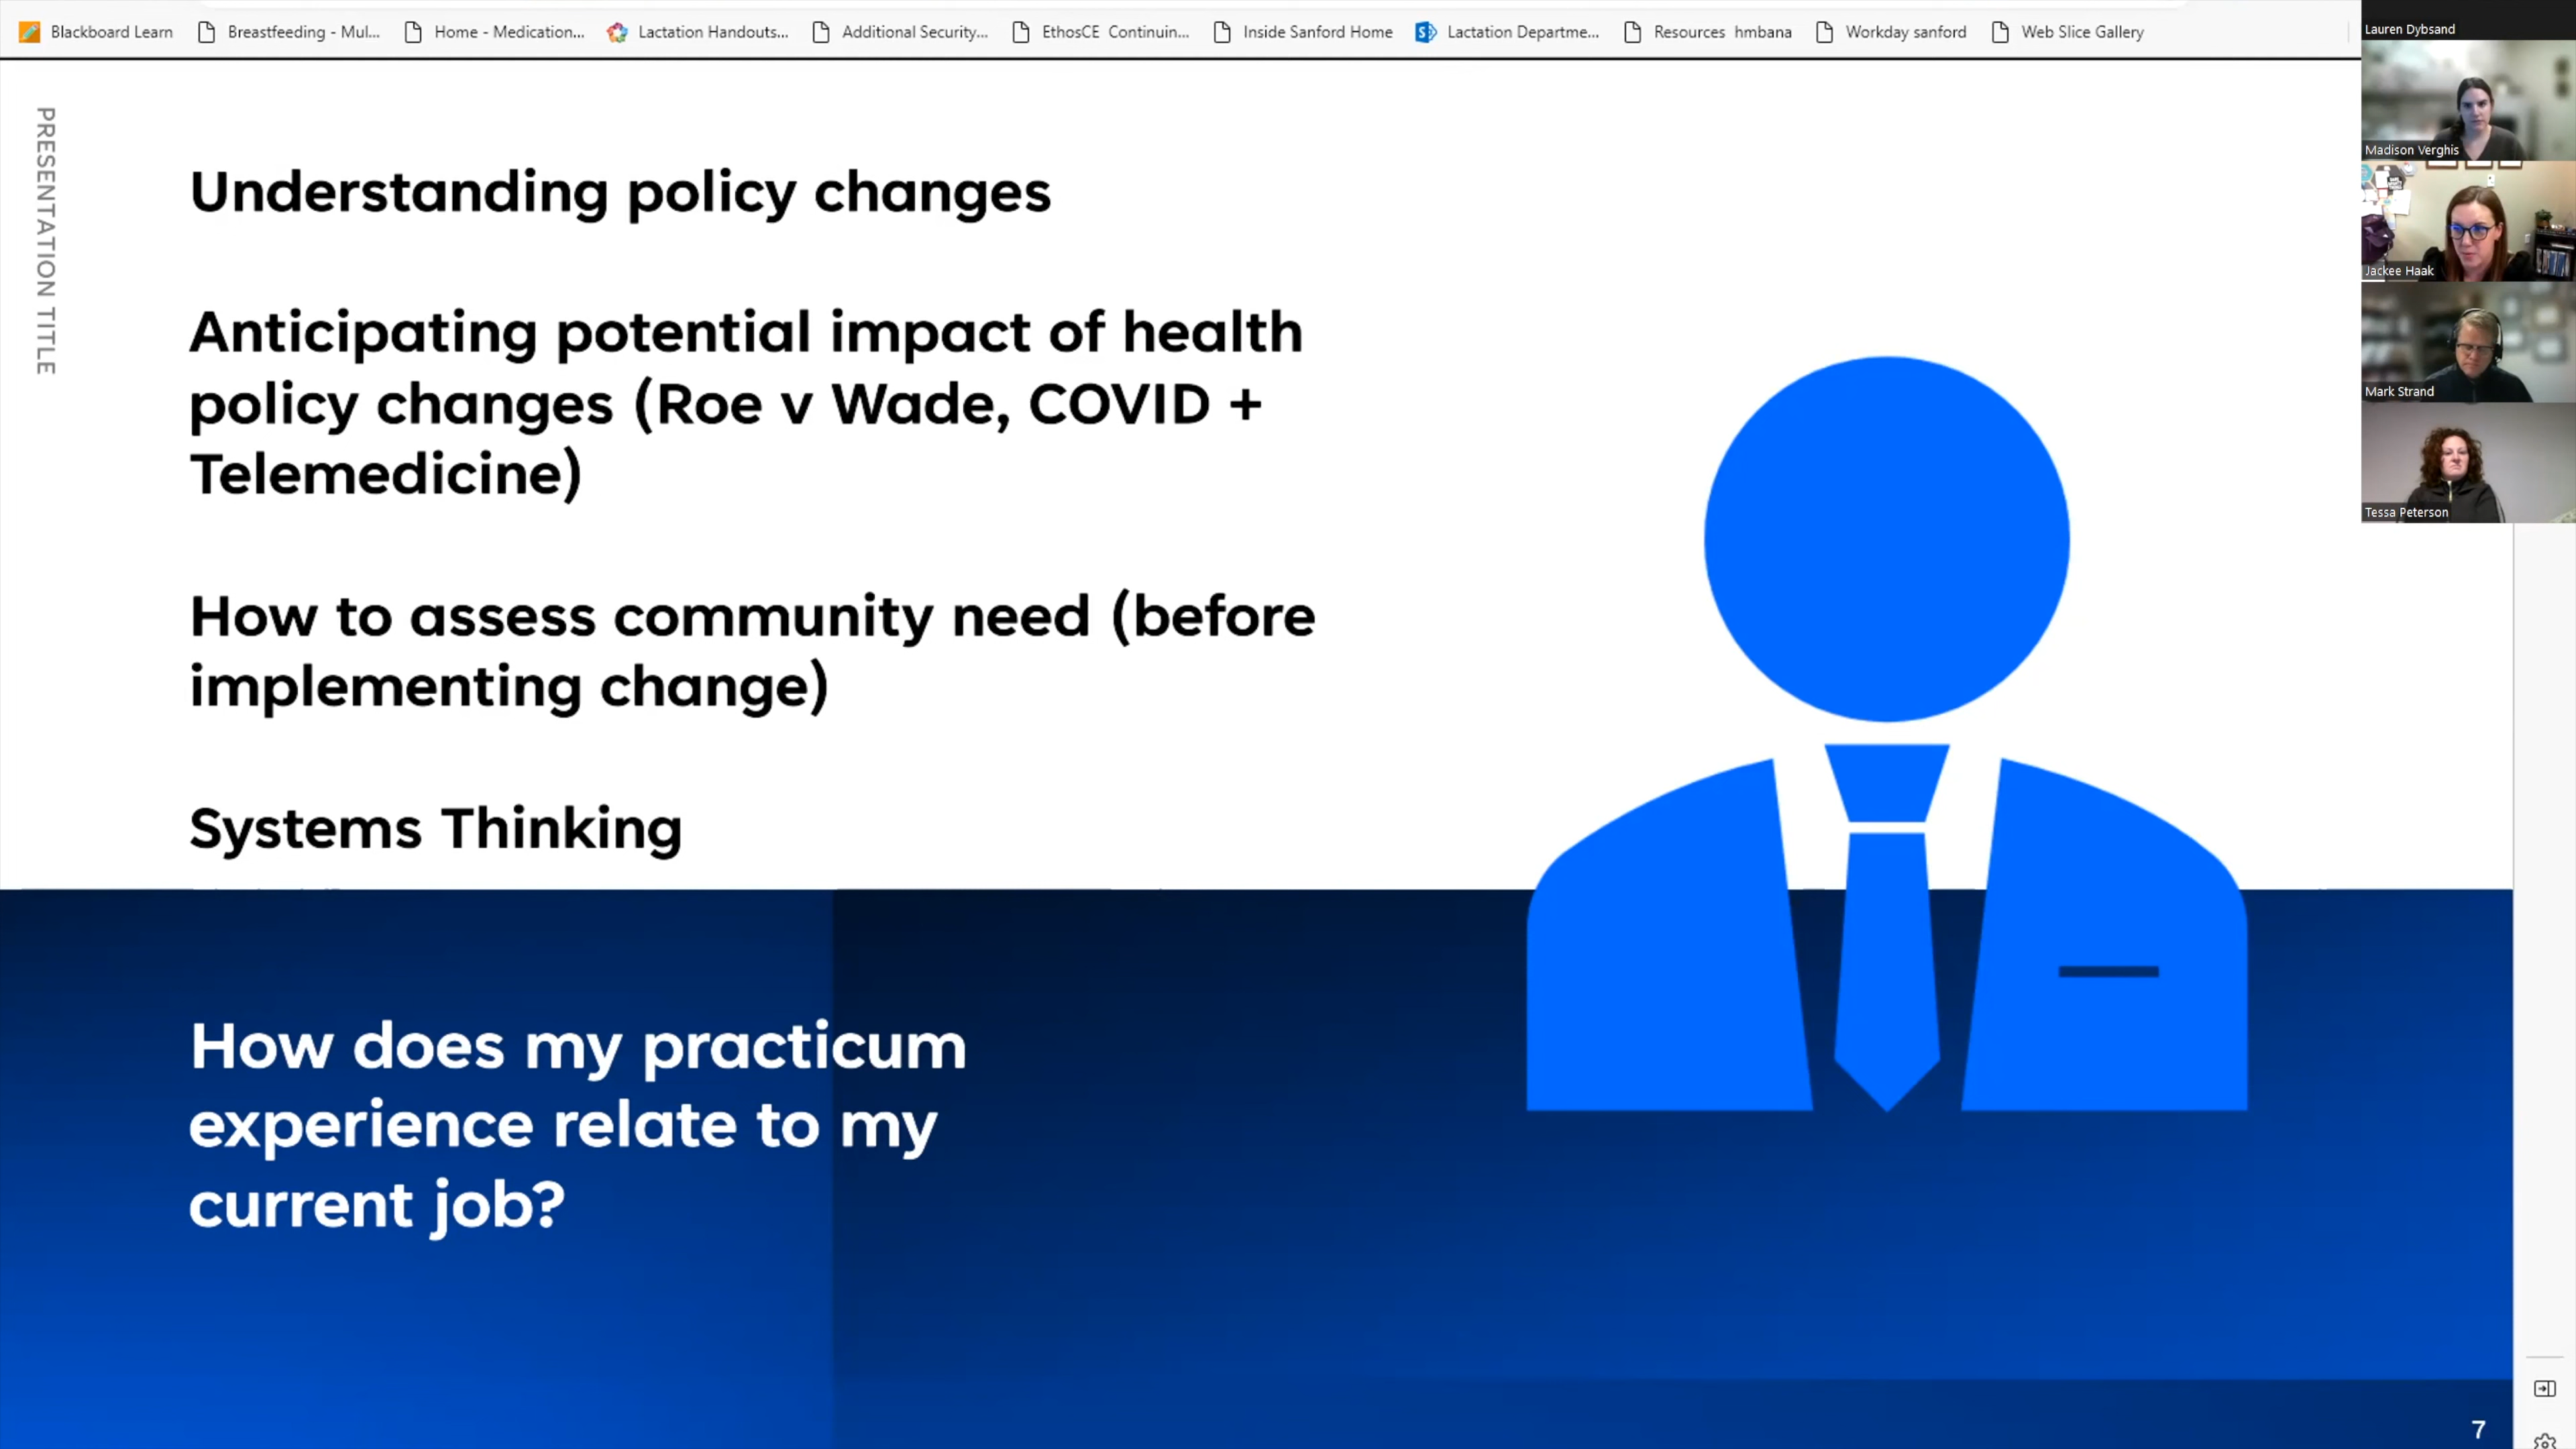 Blackboard Learn
Breastfeeding - Mul...
Home - Medication...
Lactation Handouts...
Additional Security...
EthosCE Continuin...
Inside Sanford Home
Lactation Departme...
Resources hmbana
Workday sanford
Web Slice Gallery
Lauren Dybsand
Madison Verghis
Jackee Haak
Mark Strand
Tessa Peterson
PRESENTATION TITLE
Understanding policy changes
Anticipating potential impact of health
policy changes (Roe v Wade, COVID +
Telemedicine)
How to assess community need (before
implementing change)
Systems Thinking
How does my practicum
experience relate to my
current job?
7